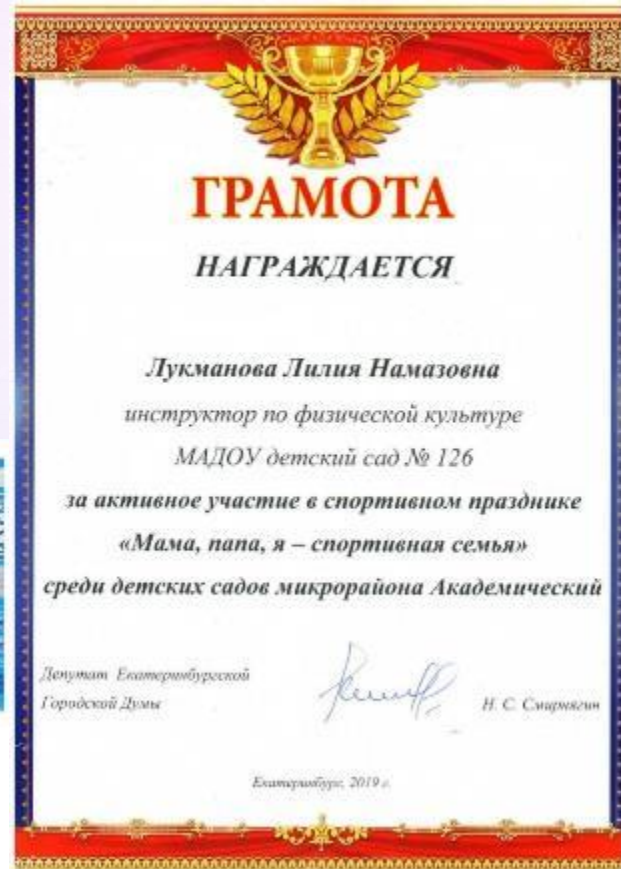 ГРАМОТА
НАГРАЖДАЕТСЯ
Лукманова Лилия Намазовна
инструктор по физической культуре
МАДОУ детский сад № 126
за активное участие в спортивном празднике
«Мама, папа, я – спортивная семья»
среди детских садов микрорайона Академический
Депутат Екатеринбургской
Городской Думы
Н. С. Смирнягин
Екатеринбург, 2019 г.